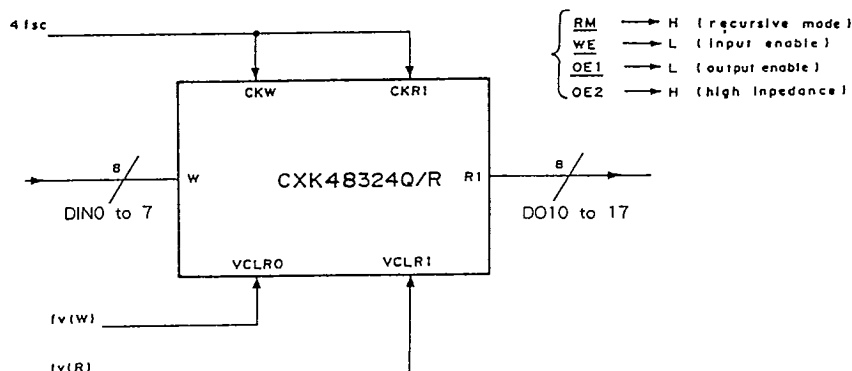 4fsc
RM → H (recursive mode)
WE → L (input enable)
OE1 → L (output enable)
OE2 → H (high inpedance)
CKW CKR1
8
W
CXK48324Q/R
R1
8
DIN0 to 7
DO10 to 17
VCLR0 VCLR1
fv(W)
fv(R)